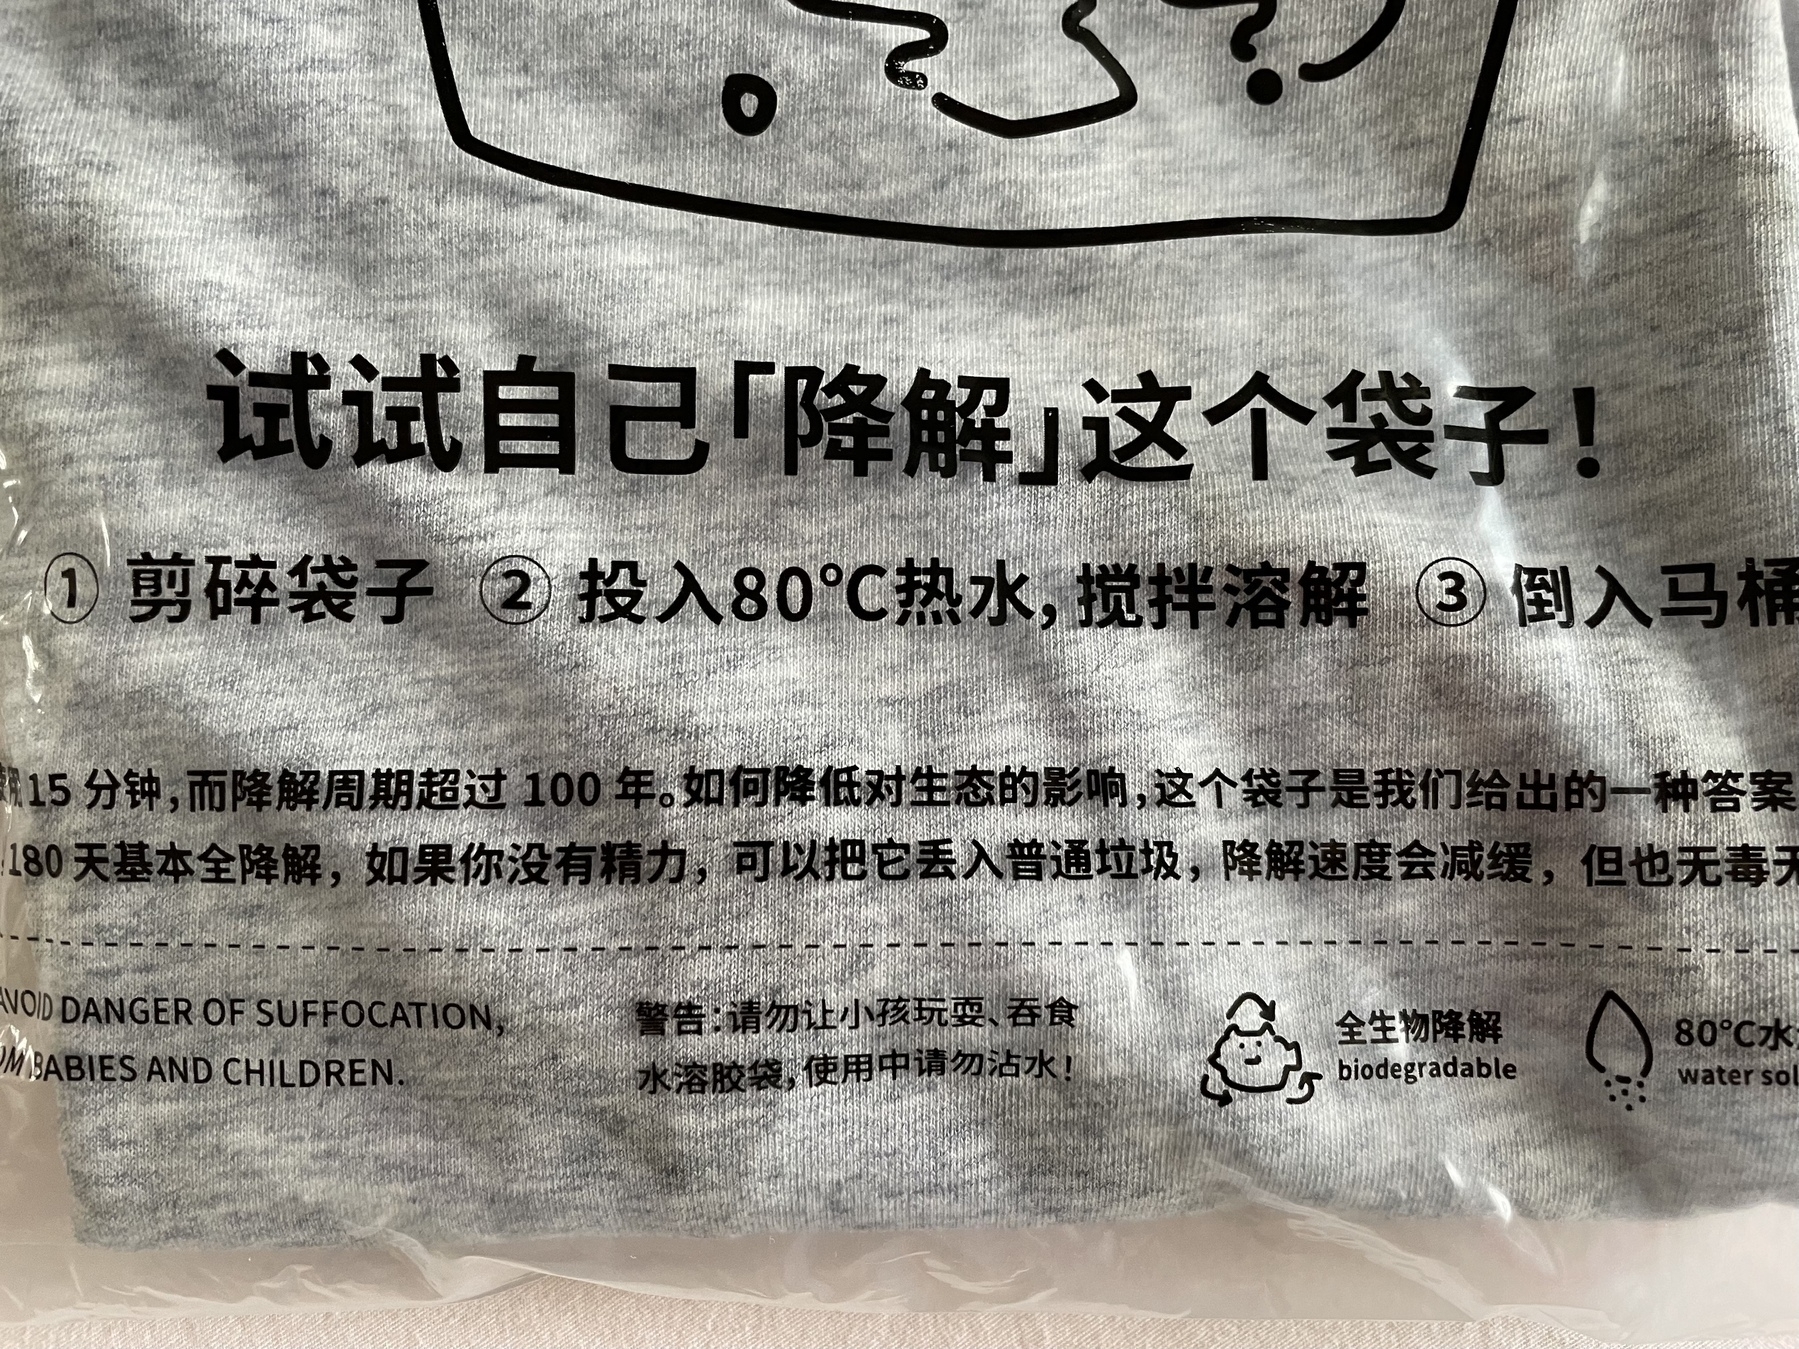 试试自己「降解」这个袋子！
① 剪碎袋子 ② 投入80℃热水，搅拌溶解 ③ 倒入马桶
15 分钟，而降解周期超过 100 年。如何降低对生态的影响，这个袋子是我们给出的一种答案
180 天基本全降解，如果你没有精力，可以把它丢入普通垃圾，降解速度会减缓，但也无毒无
AVOID DANGER OF SUFFOCATION,
OM BABIES AND CHILDREN.
警告：请勿让小孩玩耍、吞食
水溶胶袋，使用中请勿沾水！
全生物降解
biodegradable
80℃水
water sol